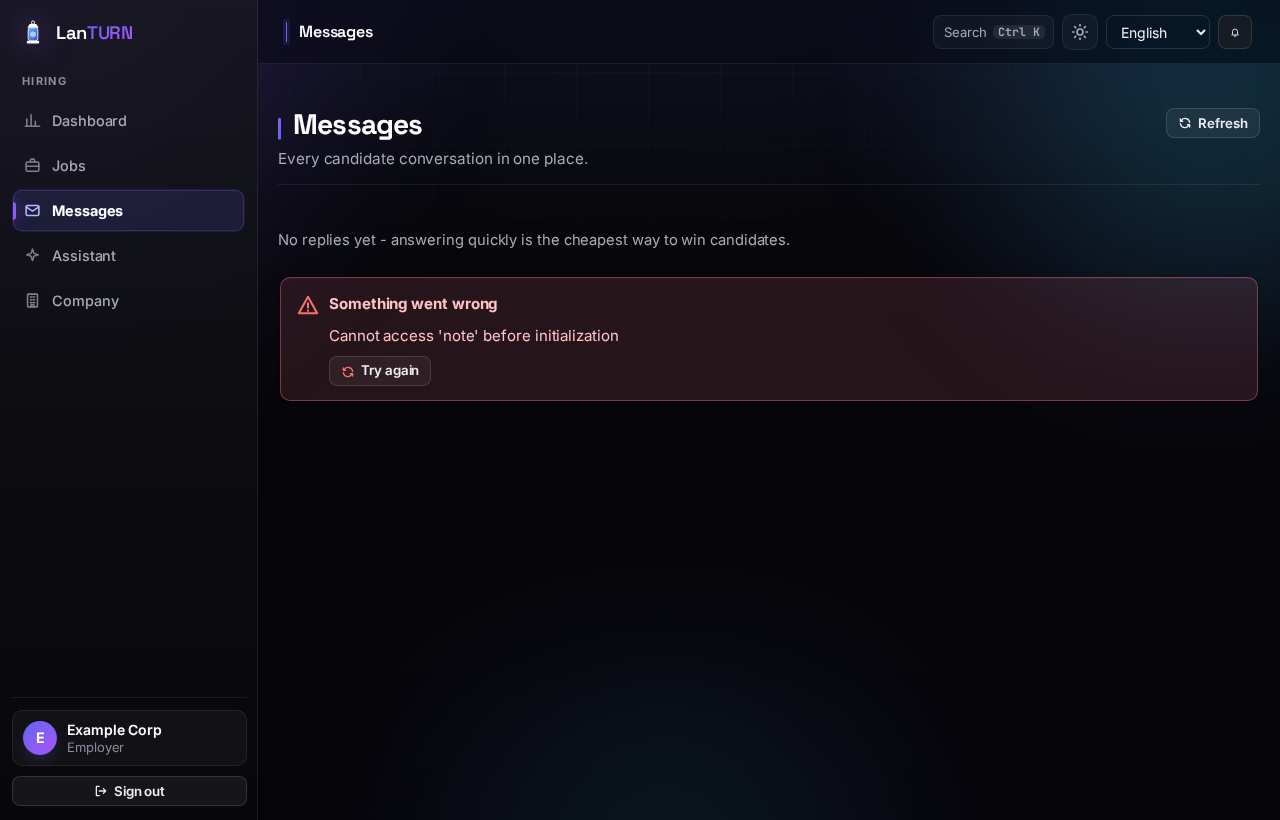 LanTURN
HIRING
Dashboard
Jobs
Messages
Assistant
Company
Example Corp
E
Employer
Sign out
Messages
Search Ctrl K
English
Messages
Refresh
Every candidate conversation in one place.
No replies yet - answering quickly is the cheapest way to win candidates.
Something went wrong
Cannot access 'note' before initialization
Try again